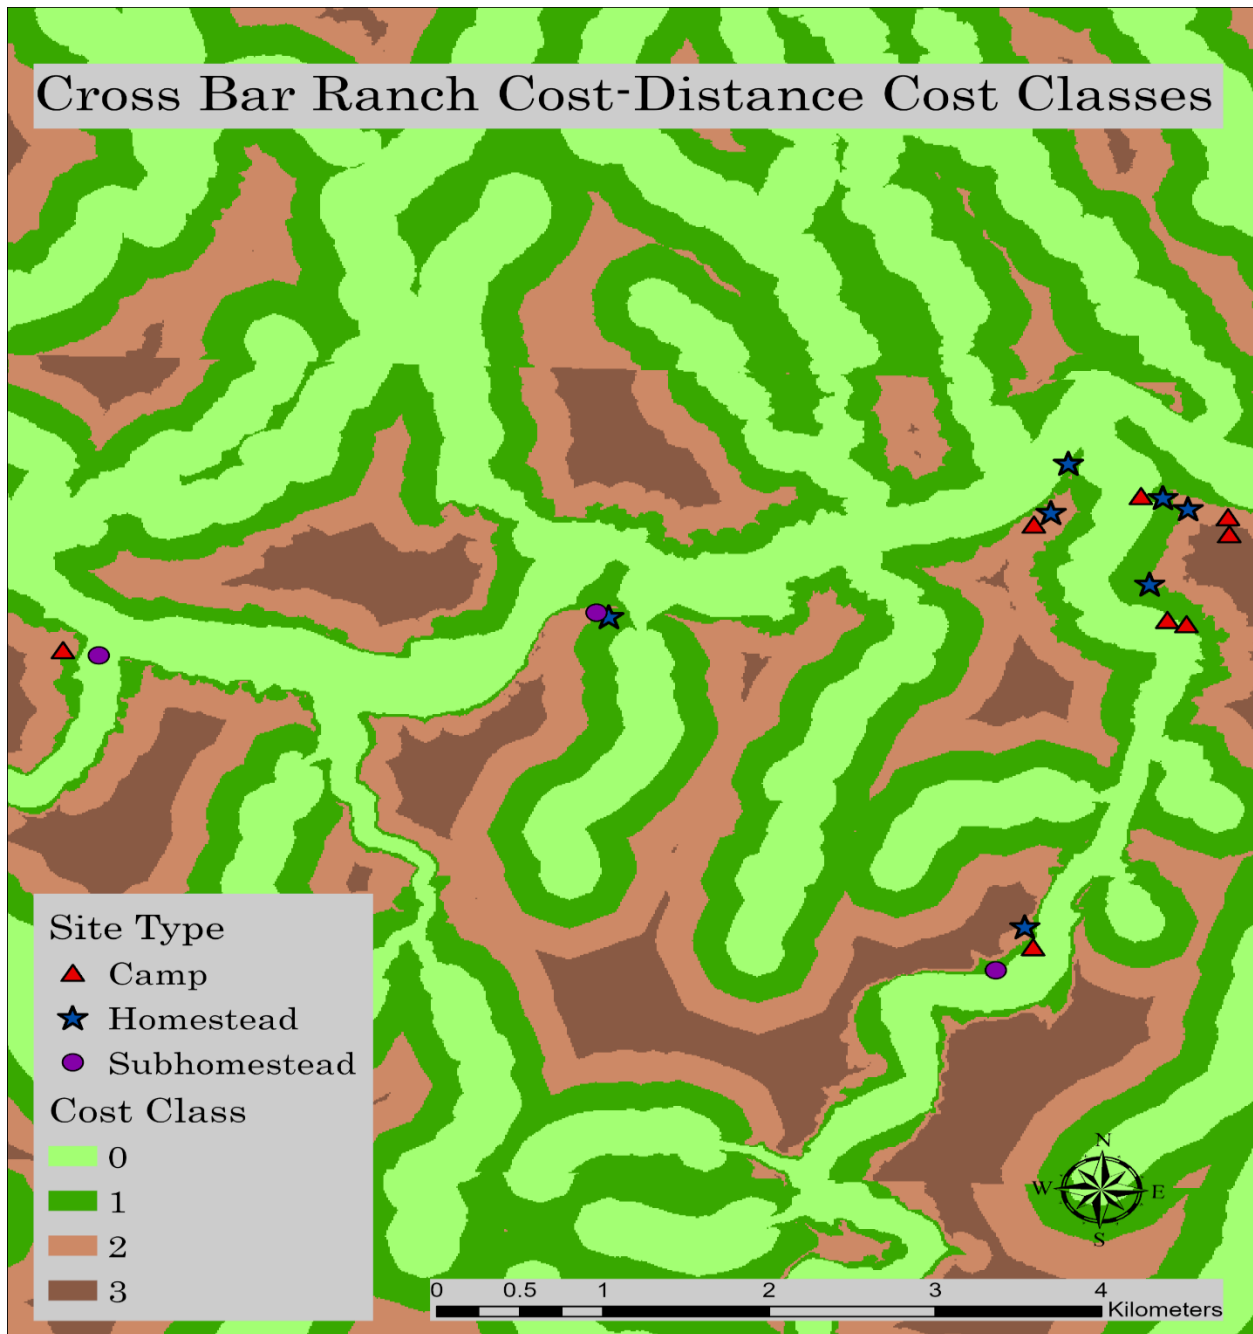 Cross Bar Ranch Cost-Distance Cost Classes
Site Type
Camp
Homestead
Subhomestead
Cost Class
0
1
2
3
N
W E
S
0 0.5 1 2 3 4
Kilometers